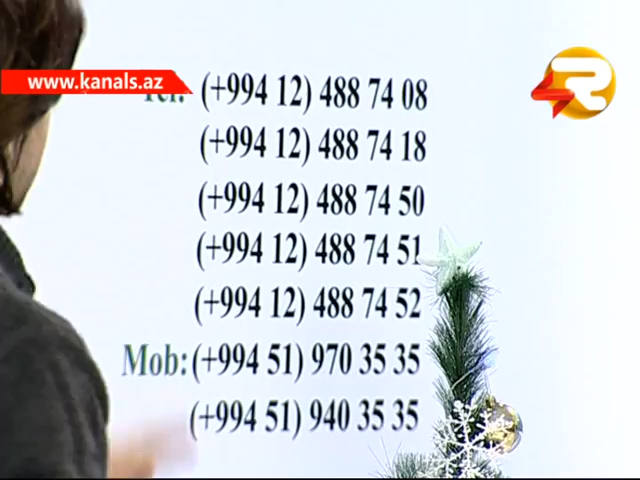 www.kanals.az
Tel: (+994 12) 488 74 08
(+994 12) 488 74 18
(+994 12) 488 74 50
(+994 12) 488 74 51
(+994 12) 488 74 52
Mob: (+994 51) 970 35 35
(+994 51) 940 35 35